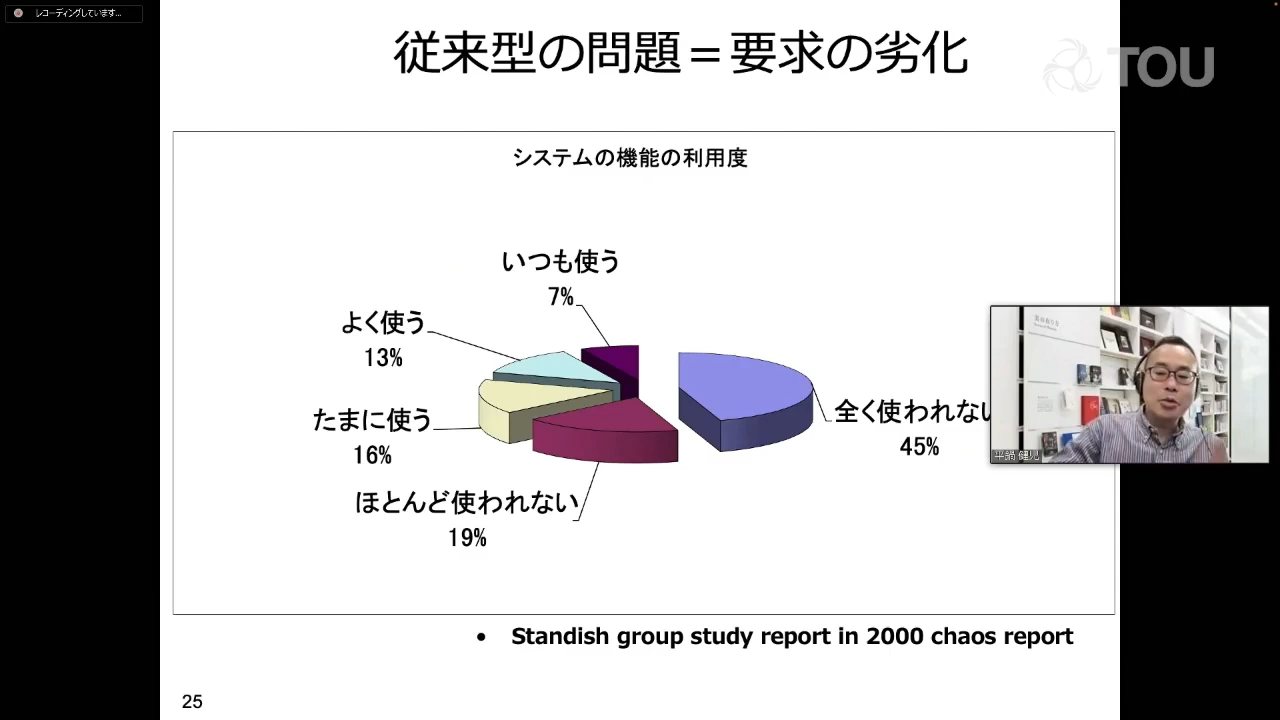 レコーディングしています...
従来型の問題＝要求の劣化
TOU
システムの機能の利用度
いつも使う
7%
よく使う
13%
たまに使う
16%
全く使われない
45%
ほとんど使われない
19%
平鍋 健児
• Standish group study report in 2000 chaos report
25